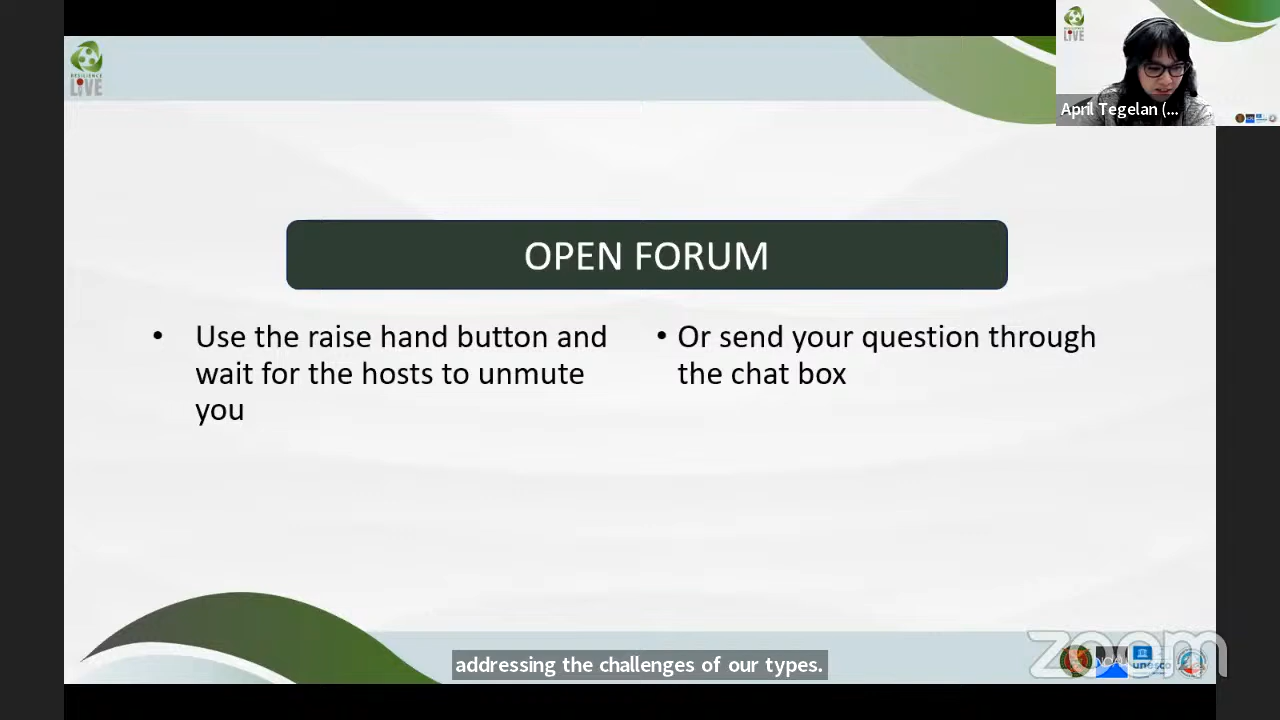 RESILIENCE
LIVE
LIVE
April Tegelan (...
OPEN FORUM
• Use the raise hand button and
wait for the hosts to unmute
you
• Or send your question through
the chat box
addressing the challenges of our types.
zoom
unesco